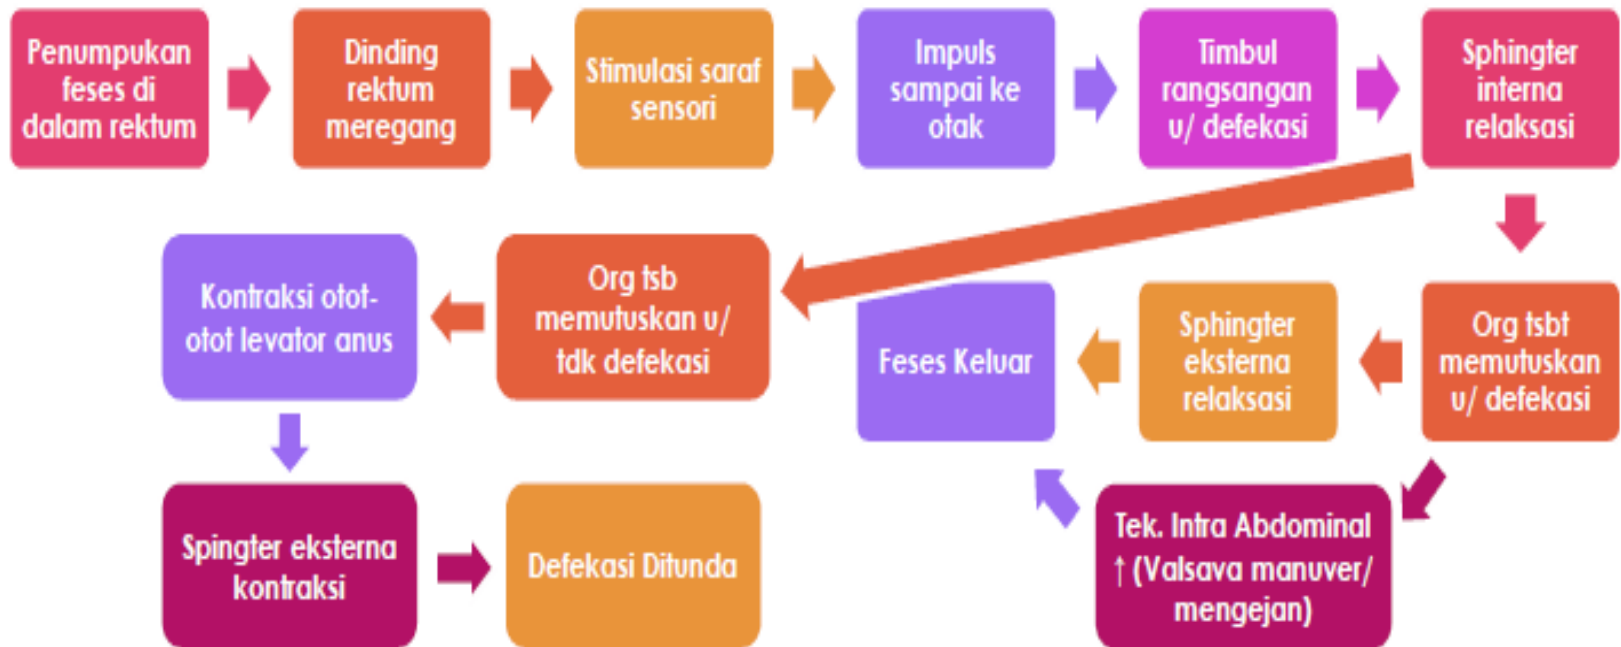 Penumpukan
feses di
dalam rektum
Dinding
rektum
meregang
Stimulasi saraf
sensori
Impuls
sampai ke
otak
Timbul
rangsangan
u/ defekasi
Sphingter
interna
relaksasi
Kontraksi otot-
otot levator anus
Org tsb
memutuskan u/
tdk defekasi
Feses Keluar
Sphingter
eksterna
relaksasi
Org tsbt
memutuskan
u/ defekasi
Spingter eksterna
kontraksi
Defekasi Ditunda
Tek. Intra Abdominal
↑ (Valsava manuver/
mengejan)